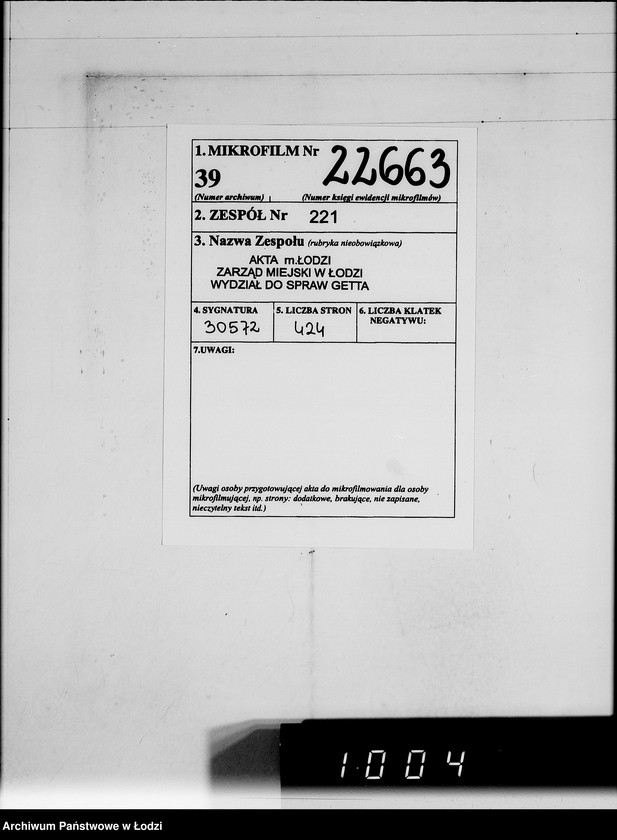 1. MIKROFILM Nr 22663
39
(Numer archiwum) (Numer księgi ewidencji mikrofilmów)
2. ZESPÓŁ Nr 221
3. Nazwa Zespołu (rubryka nieobowiązkowa)
AKTA m.ŁODZI
ZARZĄD MIEJSKI W ŁODZI
WYDZIAŁ DO SPRAW GETTA
4. SYGNATURA 5. LICZBA STRON 6. LICZBA KLATEK
NEGATYWU:
30572 424
7.UWAGI:
(Uwagi osoby przygotowującej akta do mikrofilmowania dla osoby
mikrofilmującej, np. strony: dodatkowe, brakujące, nie zapisane,
nieczytelny tekst itd.)
1004
Archiwum Państwowe w Łodzi